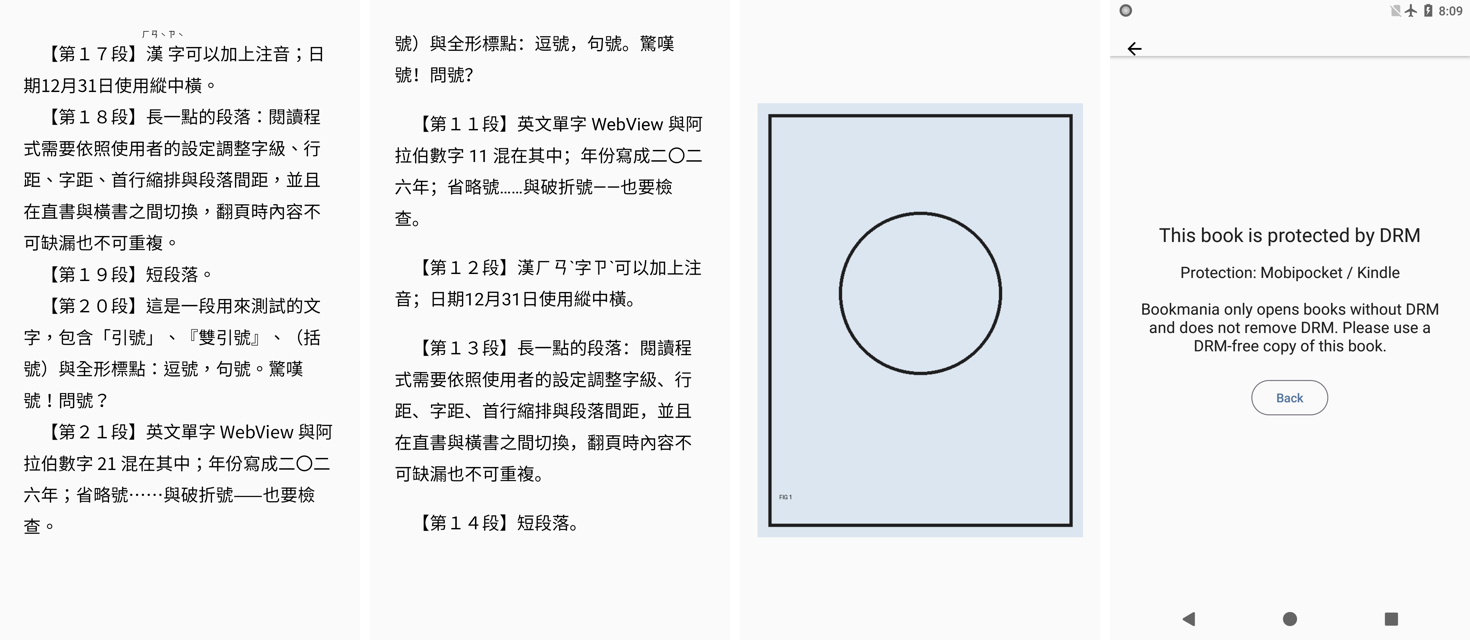 ㄏㄢˋㄗˋ
【第１７段】漢字可以加上注音；日
期12月31日使用縱中橫。
【第１８段】長一點的段落：閱讀程
式需要依照使用者的設定調整字級、行
距、字距、首行縮排與段落間距，並且
在直書與橫書之間切換，翻頁時內容不
可缺漏也不可重複。
【第１９段】短段落。
【第２０段】這是一段用來測試的文
字，包含「引號」、『雙引號』、（括
號）與全形標點：逗號，句號。驚嘆
號！問號？
【第２１段】英文單字 WebView 與阿
拉伯數字 21 混在其中；年份寫成二〇二
六年；省略號……與破折號——也要檢
查。
號）與全形標點：逗號，句號。驚嘆
號！問號？
【第１１段】英文單字 WebView 與阿
拉伯數字 11 混在其中；年份寫成二〇二
六年；省略號……與破折號——也要檢
查。
【第１２段】漢ㄏㄢˋ字ㄗˋ可以加上注
音；日期12月31日使用縱中橫。
【第１３段】長一點的段落：閱讀程
式需要依照使用者的設定調整字級、行
距、字距、首行縮排與段落間距，並且
在直書與橫書之間切換，翻頁時內容不
可缺漏也不可重複。
【第１４段】短段落。
FIG 1
8:09
This book is protected by DRM
Protection: Mobipocket / Kindle
Bookmania only opens books without DRM
and does not remove DRM. Please use a
DRM-free copy of this book.
Back